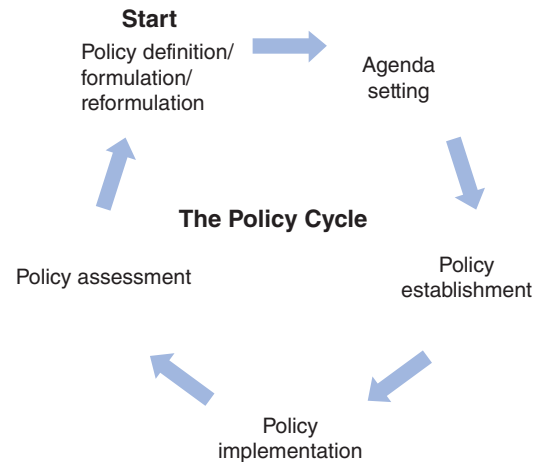 Start
Policy definition/
formulation/
reformulation
Agenda
setting
The Policy Cycle
Policy
establishment
Policy
implementation
Policy assessment